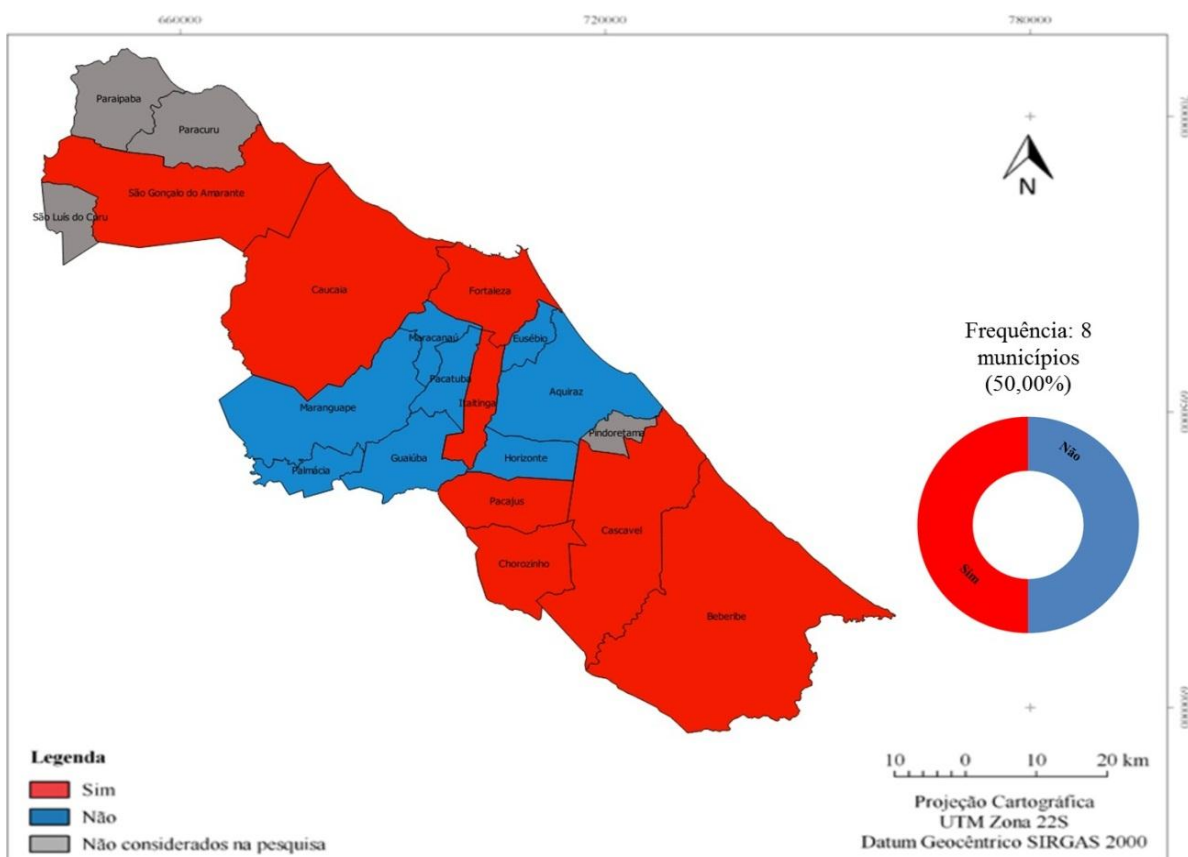 660000
720000
780000
Paraipaba
Paracuru
São Gonçalo do Amarante
São Luís do Curu
N
Caucaia
Fortaleza
Maracanaú
Eusébio
Pacatuba
Aquiraz
Itaitinga
Maranguape
Pindoretama
Guaiúba
Horizonte
Palmácia
Pacajus
Cascavel
Chorozinho
Beberibe
Frequência: 8
municípios
(50,00%)
Não
Sim
Legenda
Sim
Não
Não considerados na pesquisa
10 0 10 20 km
Projeção Cartográfica
UTM Zona 22S
Datum Geocêntrico SIRGAS 2000